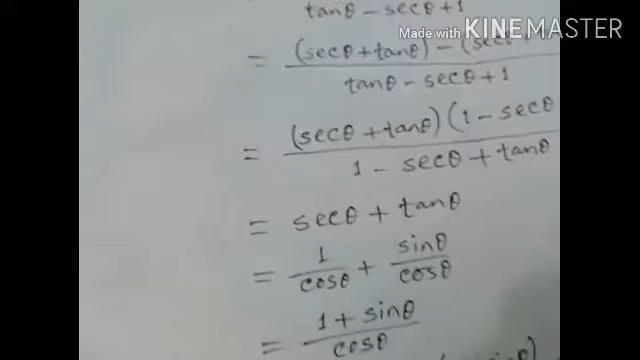 tanθ - secθ + 1
Made with KINEMASTER
= (secθ + tanθ) - (sec
tanθ - secθ + 1
= (secθ + tanθ) (1 - secθ
1 - secθ + tanθ
= secθ + tanθ
= 1/cosθ + sinθ/cosθ
= 1 + sinθ
cosθ